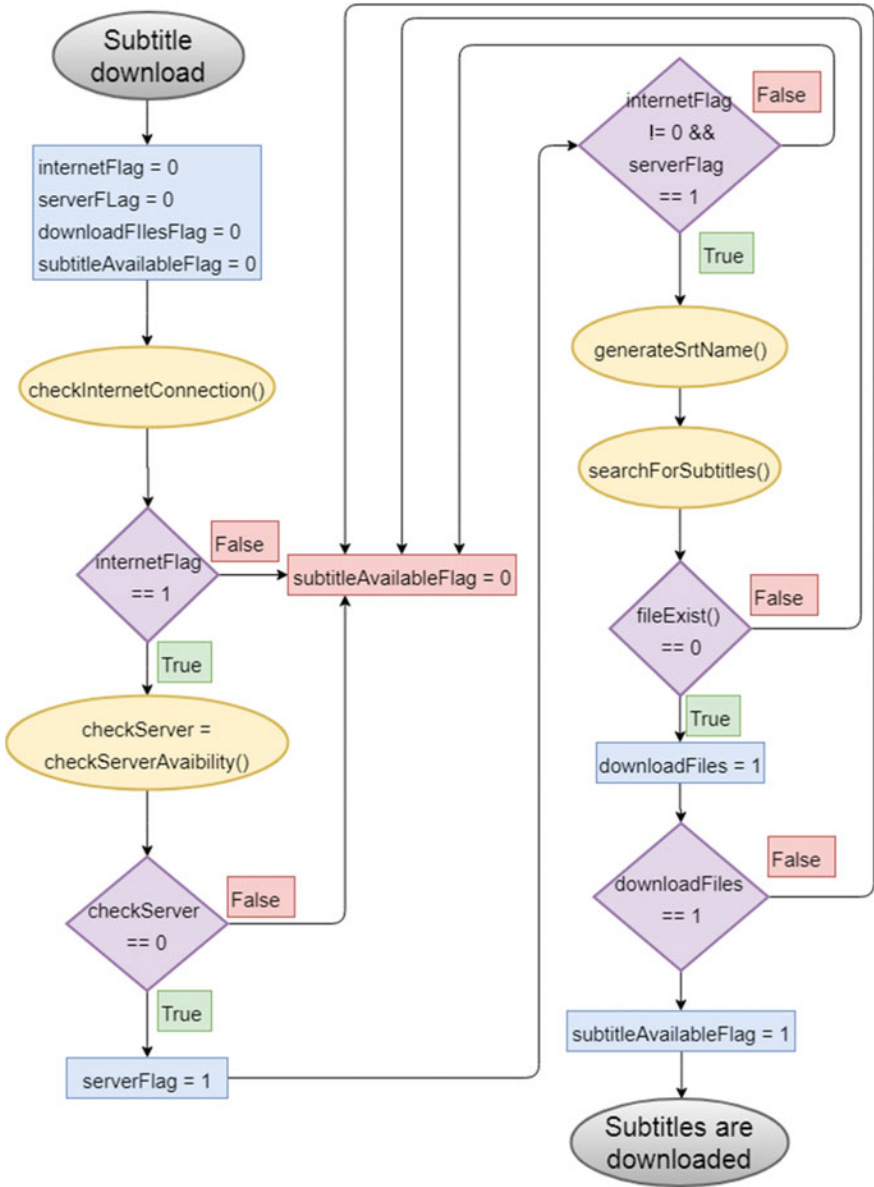 Subtitle
download
internetFlag = 0
serverFLag = 0
downloadFIlesFlag = 0
subtitleAvailableFlag = 0
checkInternetConnection()
internetFlag
== 1
False
subtitleAvailableFlag = 0
True
checkServer =
checkServerAvaibility()
checkServer
== 0
False
True
serverFlag = 1
internetFlag
!= 0 &&
serverFlag
== 1
False
True
generateSrtName()
searchForSubtitles()
fileExist()
== 0
False
True
downloadFiles = 1
downloadFiles
== 1
False
subtitleAvailableFlag = 1
Subtitles are
downloaded